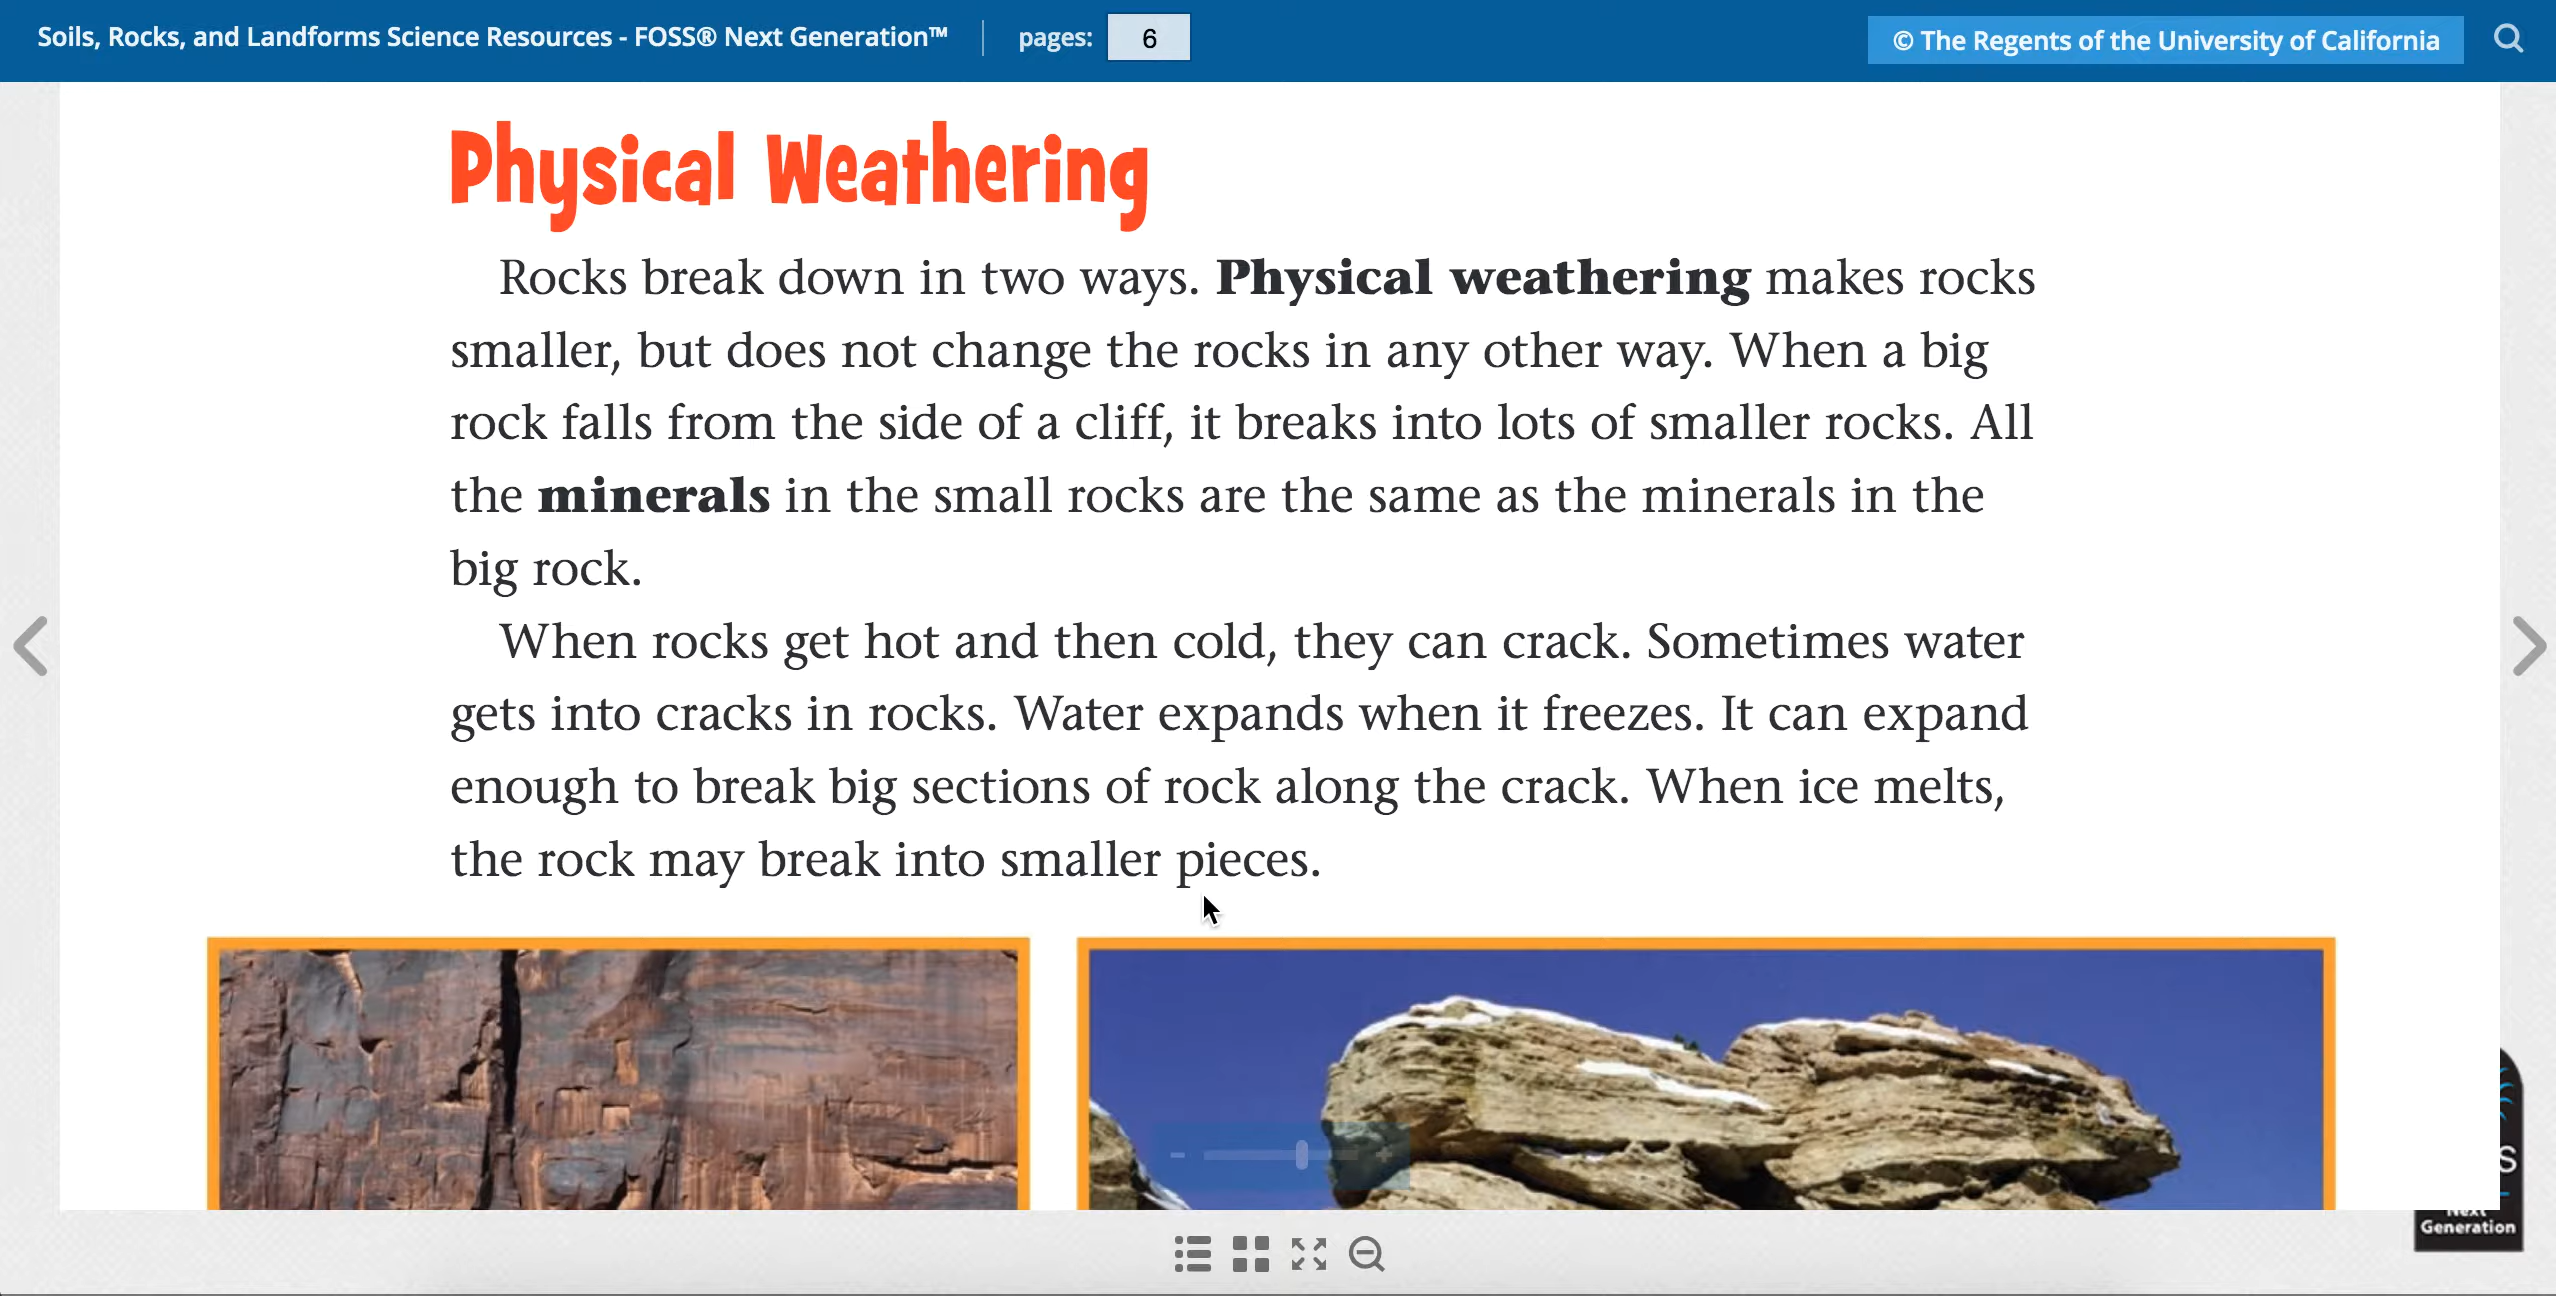 Soils, Rocks, and Landforms Science Resources - FOSS® Next Generation™
pages: 6
© The Regents of the University of California
Physical Weathering
Rocks break down in two ways. Physical weathering makes rocks
smaller, but does not change the rocks in any other way. When a big
rock falls from the side of a cliff, it breaks into lots of smaller rocks. All
the minerals in the small rocks are the same as the minerals in the
big rock.
When rocks get hot and then cold, they can crack. Sometimes water
gets into cracks in rocks. Water expands when it freezes. It can expand
enough to break big sections of rock along the crack. When ice melts,
the rock may break into smaller pieces.
S
Next
Generation